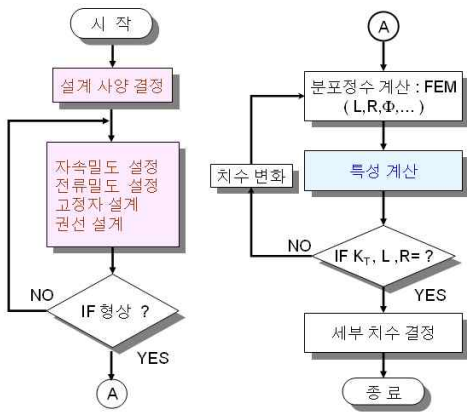 시 작
설계 사양 결정
자속밀도 설정
전류밀도 설정
고정자 설계
권선 설계
NO
IF 형상 ?
YES
A
A
분포정수 계산 : FEM
( L,R,Φ,... )
치수 변화
특성 계산
NO
IF K_T, L ,R= ?
YES
세부 치수 결정
종 료